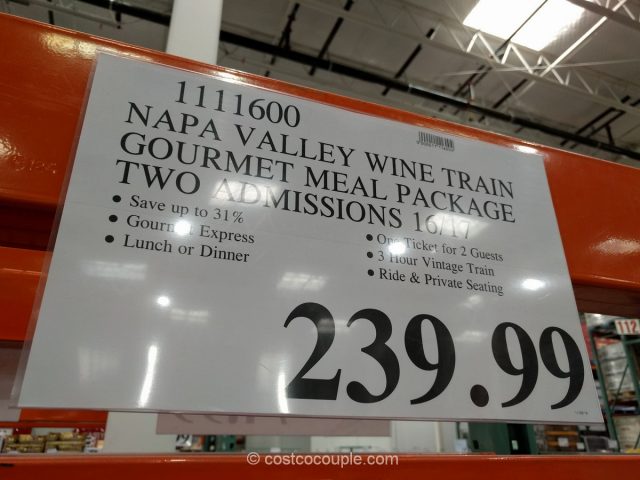 1111600
NAPA VALLEY WINE TRAIN
GOURMET MEAL PACKAGE
TWO ADMISSIONS 16/17
• Save up to 31%
• Gourmet Express
• Lunch or Dinner
• One Ticket for 2 Guests
• 3 Hour Vintage Train
• Ride & Private Seating
239.99
112
© costcocouple.com